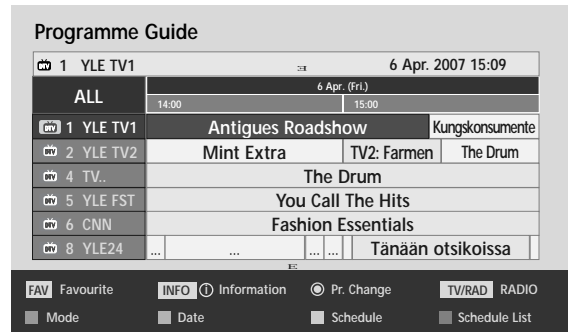 Programme Guide
1 YLE TV1 6 Apr. 2007 15:09
ALL
6 Apr. (Fri.)
14:00 15:00
DTV 1 YLE TV1 Antigues Roadshow Kungskonsumente
2 YLE TV2 Mint Extra TV2: Farmen The Drum
4 TV.. The Drum
5 YLE FST You Call The Hits
6 CNN Fashion Essentials
8 YLE24 ... ... ... ... Tänään otsikoissa
FAV Favourite INFO ⓘ Information Pr. Change TV/RAD RADIO
Mode Date Schedule Schedule List